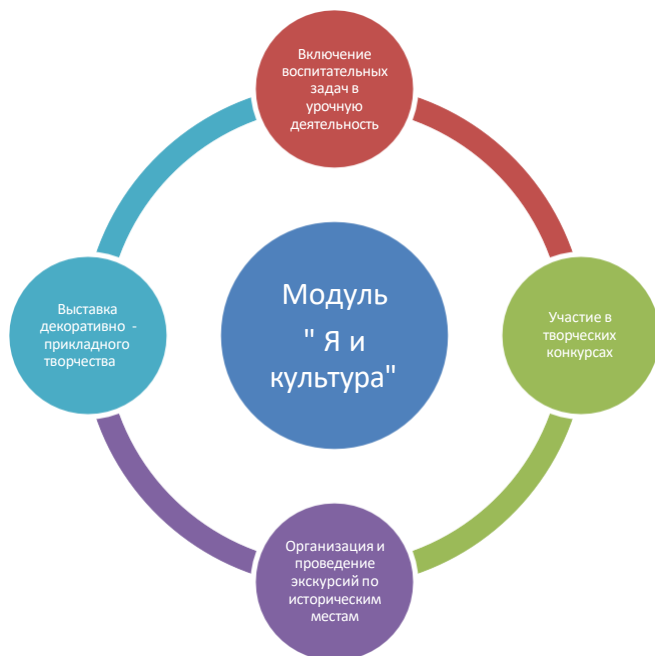 Включение
воспитательных
задач в
урочную
деятельность
Выставка
декоративно -
прикладного
творчества
Модуль
" Я и
культура"
Участие в
творческих
конкурсах
Организация и
проведение
экскурсий по
историческим
местам